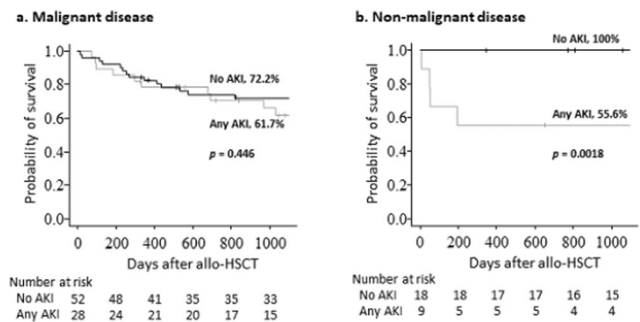 a. Malignant disease
Probability of survival
1.0
0.8
0.6
0.4
0.2
0.0
No AKI, 72.2%
Any AKI, 61.7%
p = 0.446
0 200 400 600 800 1000
Days after allo-HSCT
Number at risk
No AKI 52 48 41 35 35 33
Any AKI 28 24 21 20 17 15
b. Non-malignant disease
Probability of survival
1.0
0.8
0.6
0.4
0.2
0.0
No AKI, 100%
Any AKI, 55.6%
p = 0.0018
0 200 400 600 800 1000
Days after allo-HSCT
Number at risk
No AKI 18 18 17 17 16 15
Any AKI 9 5 5 5 4 4